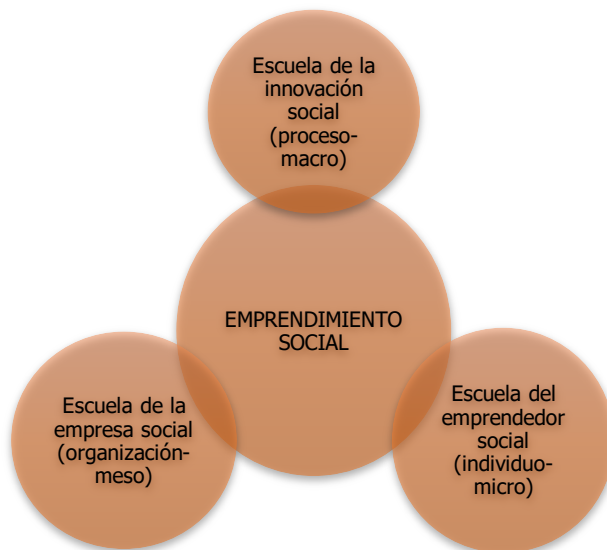 Escuela de la
innovación
social
(proceso-
macro)
EMPRENDIMIENTO
SOCIAL
Escuela de la
empresa social
(organización-
meso)
Escuela del
emprendedor
social
(individuo-
micro)